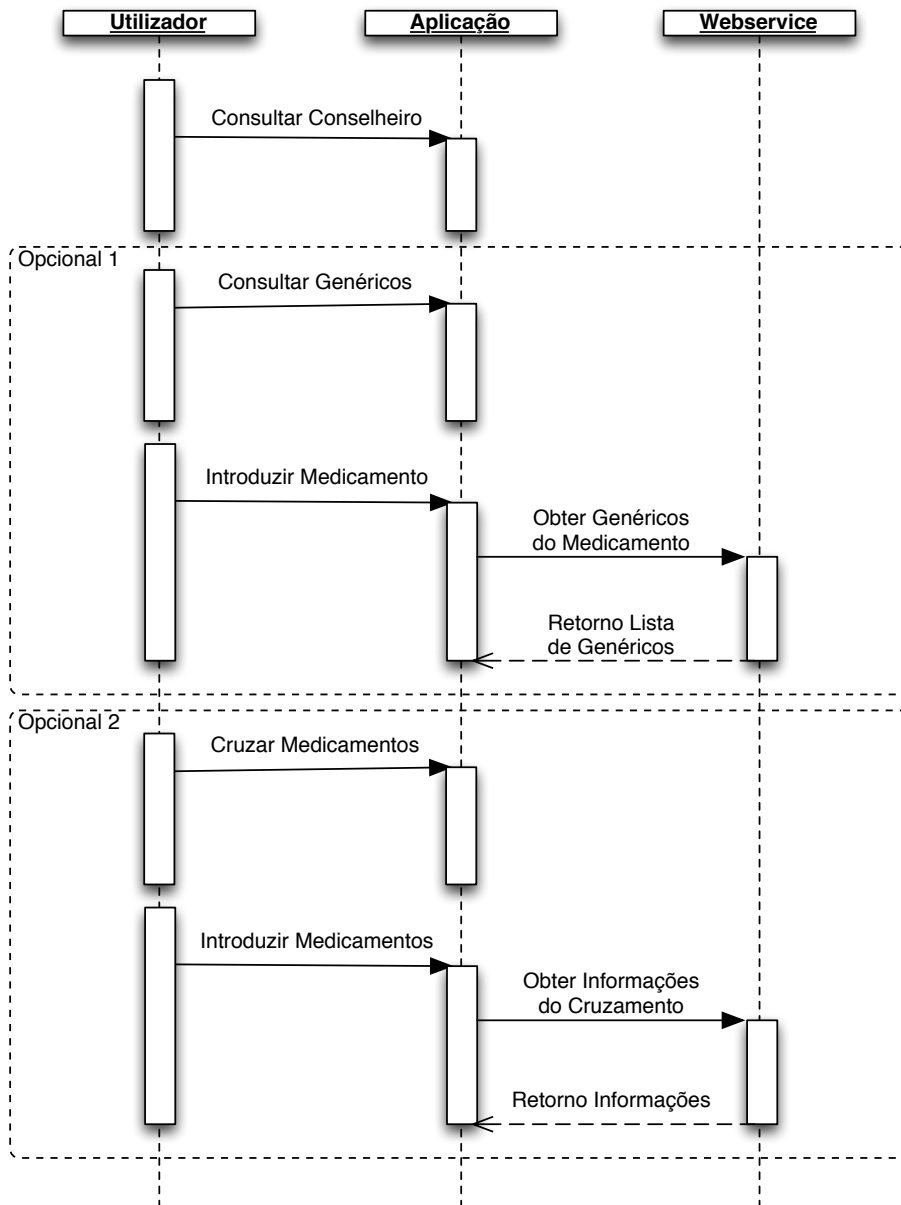 Utilizador
Aplicação
Webservice
Consultar Conselheiro
Opcional 1
Consultar Genéricos
Introduzir Medicamento
Obter Genéricos
do Medicamento
Retorno Lista
de Genéricos
Opcional 2
Cruzar Medicamentos
Introduzir Medicamentos
Obter Informações
do Cruzamento
Retorno Informações